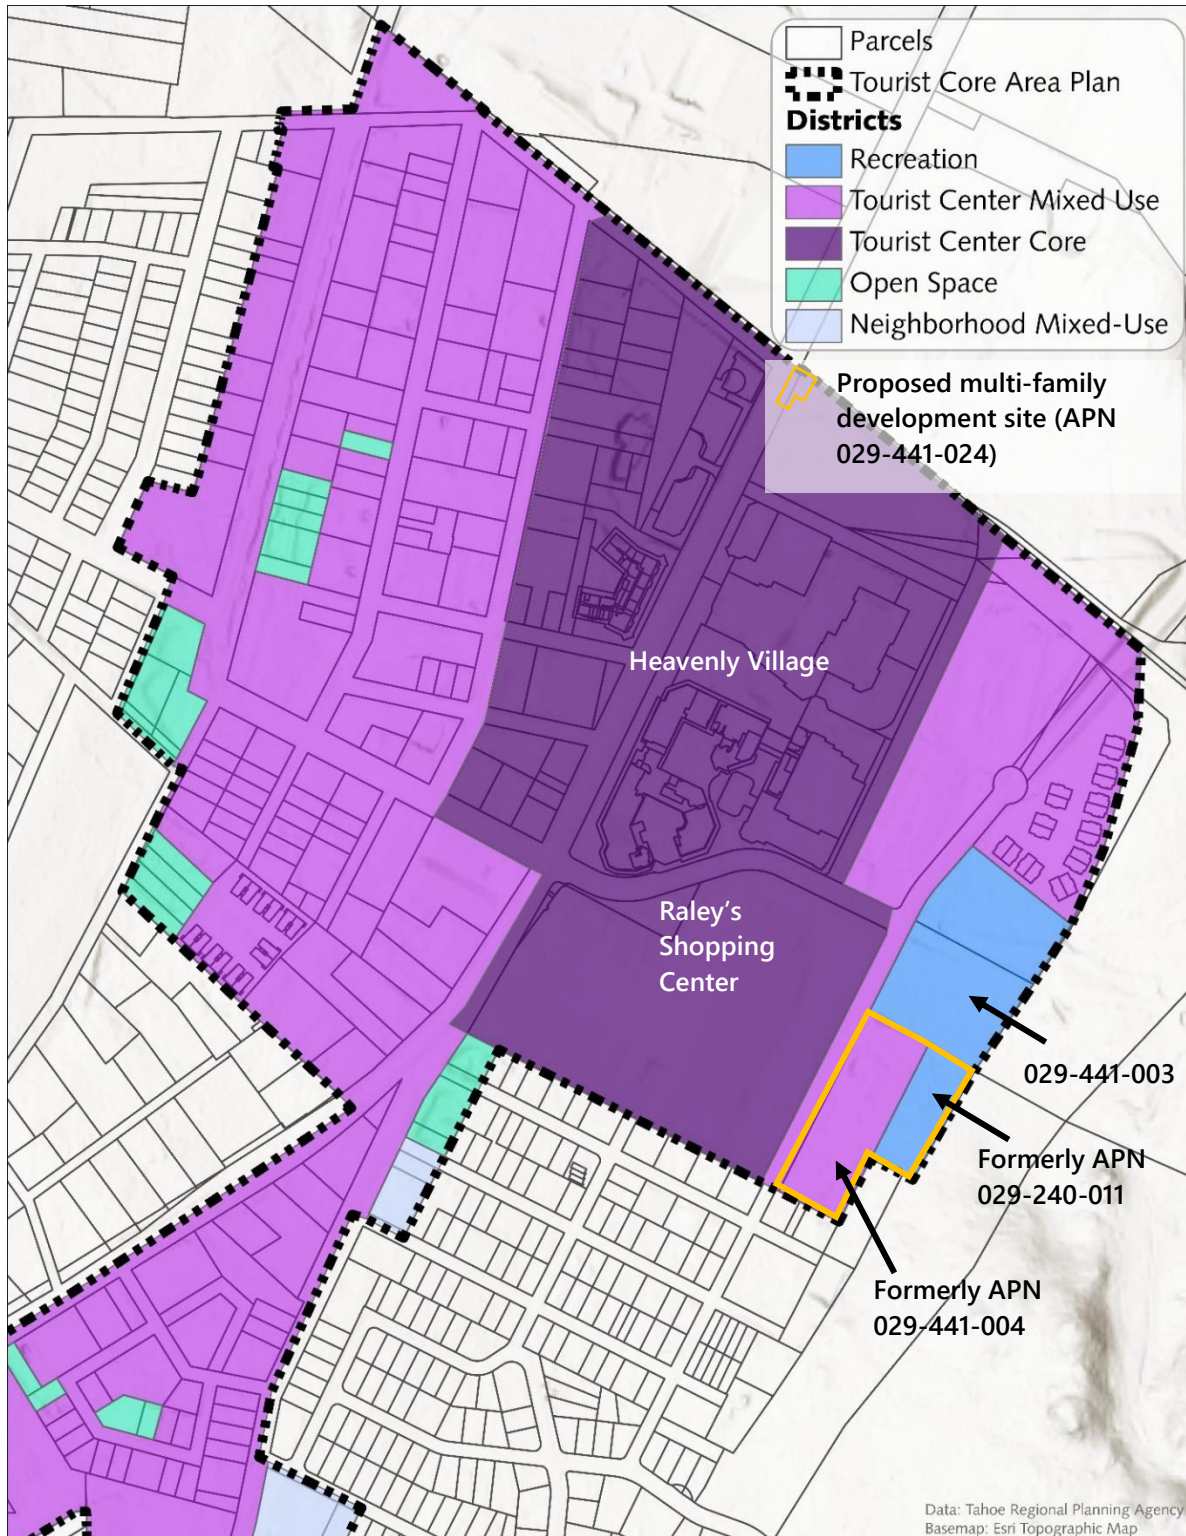 Parcels
Tourist Core Area Plan
Districts
Recreation
Tourist Center Mixed Use
Tourist Center Core
Open Space
Neighborhood Mixed-Use
Proposed multi-family
development site (APN
029-441-024)
Heavenly Village
Raley's
Shopping
Center
029-441-003
Formerly APN
029-240-011
Formerly APN
029-441-004
Data: Tahoe Regional Planning Agency
Basemap: Esri Topographic Map